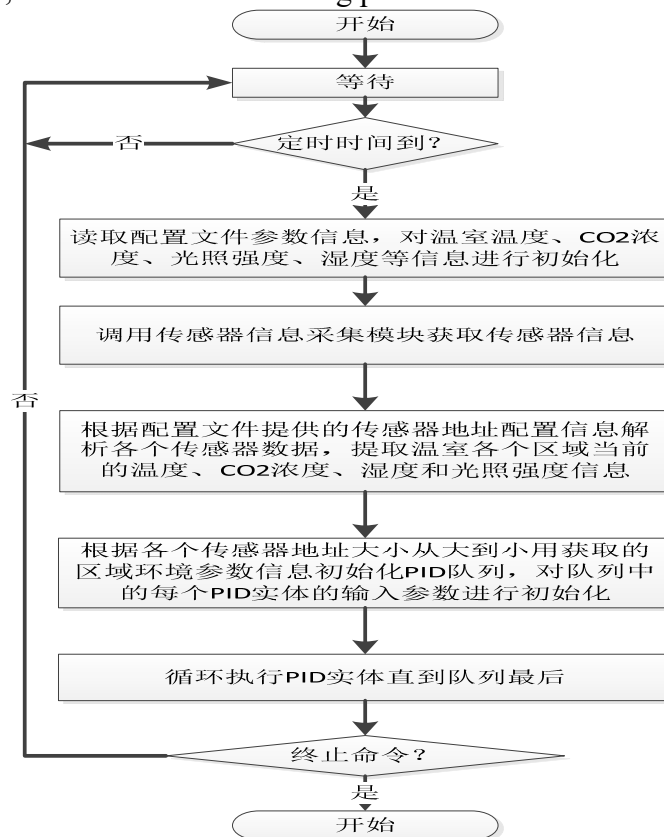 开始
等待
定时时间到?
否
是
读取配置文件参数信息，对温室温度、CO2浓
度、光照强度、湿度等信息进行初始化
调用传感器信息采集模块获取传感器信息
否
根据配置文件提供的传感器地址配置信息解
析各个传感器数据，提取温室各个区域当前
的温度、CO2浓度、湿度和光照强度信息
根据各个传感器地址大小从大到小用获取的
区域环境参数信息初始化PID队列，对队列中
的每个PID实体的输入参数进行初始化
循环执行PID实体直到队列最后
终止命令?
是
开始